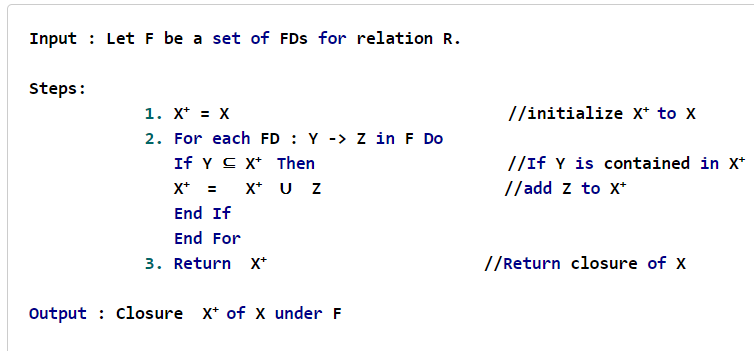 Input : Let F be a set of FDs for relation R.
Steps:
1. X⁺ = X //initialize X⁺ to X
2. For each FD : Y -> Z in F Do
If Y ⊆ X⁺ Then //If Y is contained in X⁺
X⁺ = X⁺ ∪ Z //add Z to X⁺
End If
End For
3. Return X⁺ //Return closure of X
Output : Closure X⁺ of X under F